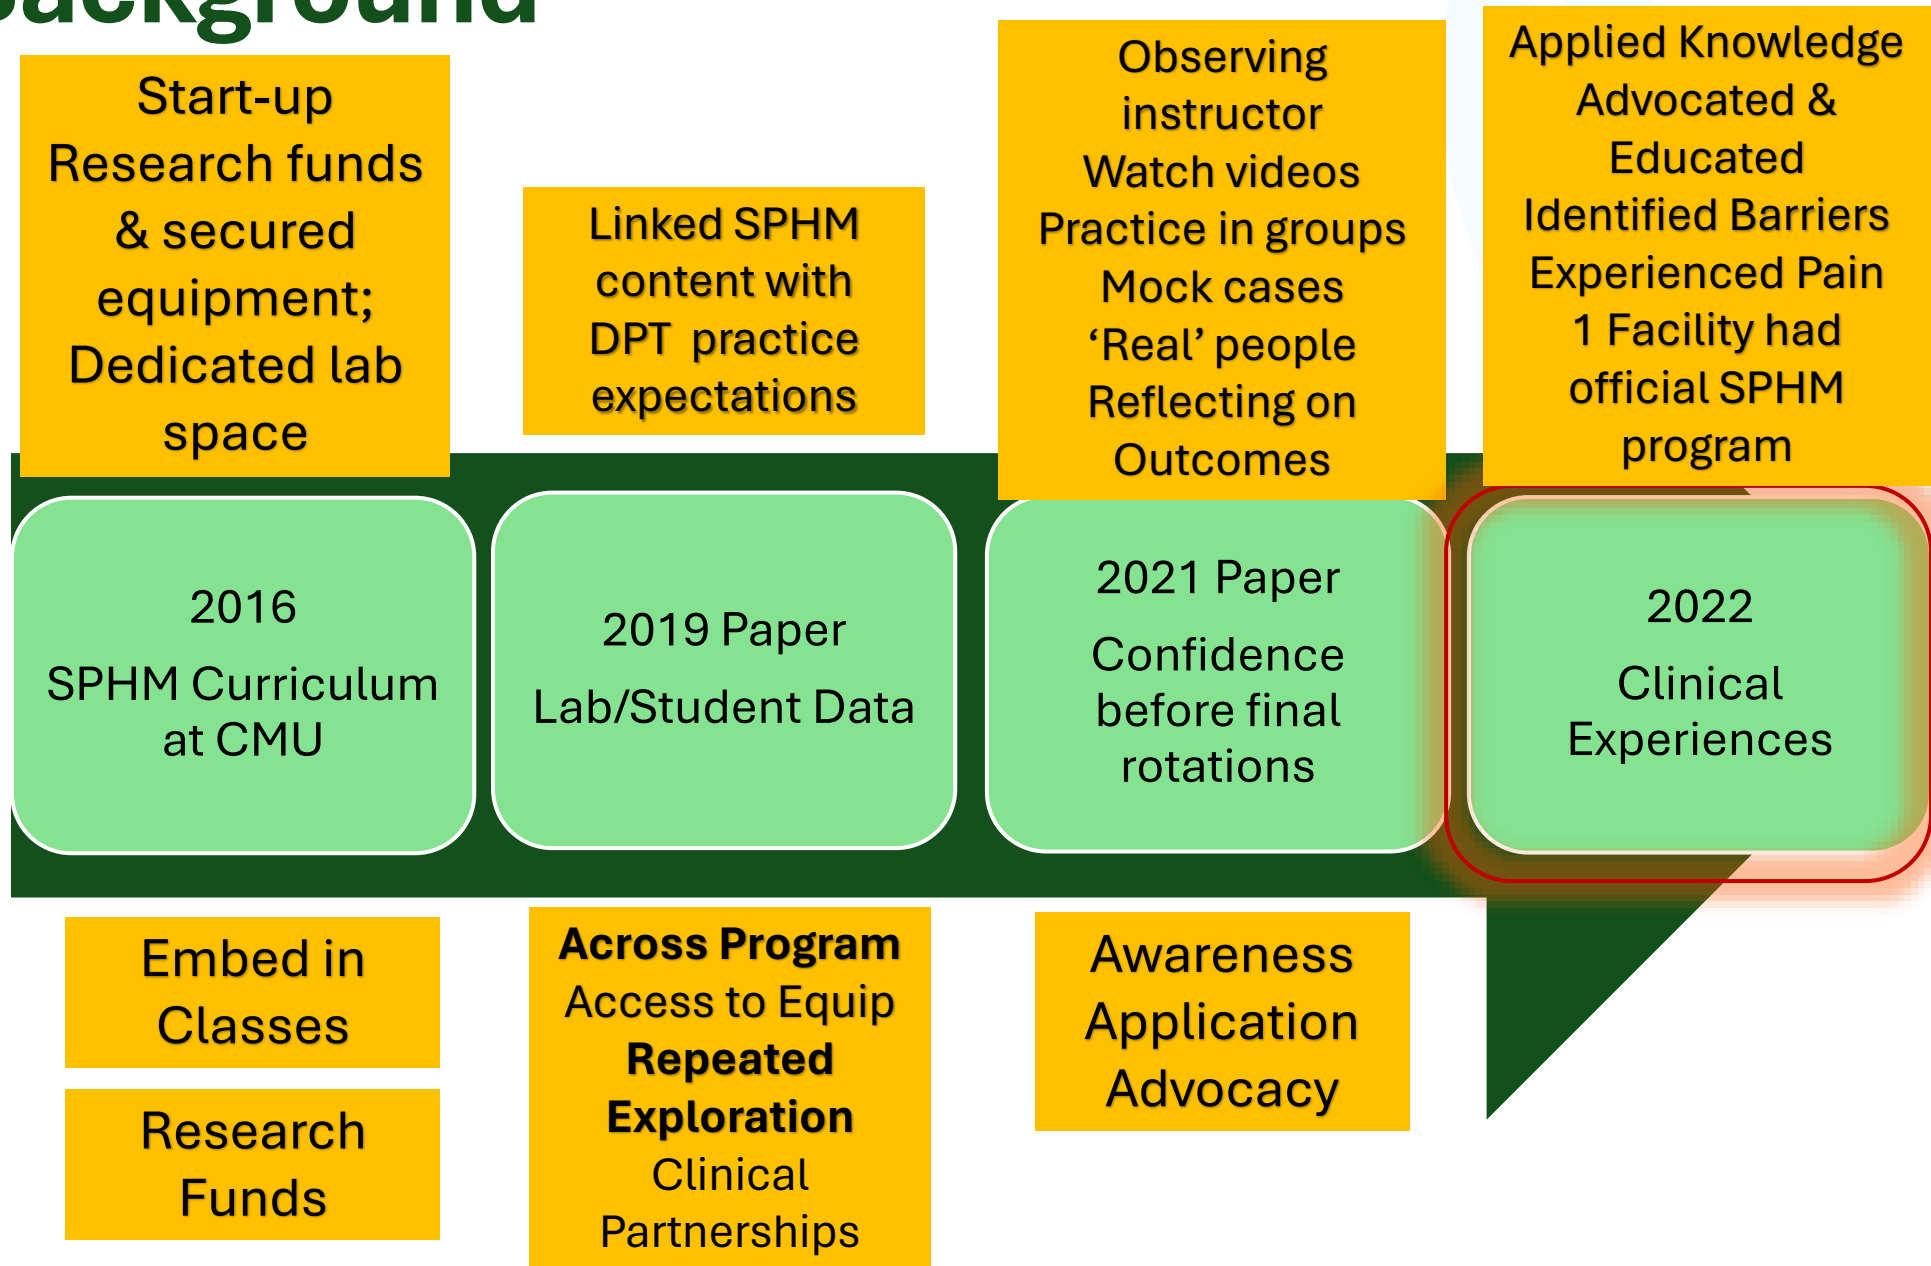 Background
Start-up
Research funds
& secured
equipment;
Dedicated lab
space
Linked SPHM
content with
DPT practice
expectations
Observing
instructor
Watch videos
Practice in groups
Mock cases
‘Real’ people
Reflecting on
Outcomes
Applied Knowledge
Advocated &
Educated
Identified Barriers
Experienced Pain
1 Facility had
official SPHM
program
2016
SPHM Curriculum
at CMU
2019 Paper
Lab/Student Data
2021 Paper
Confidence
before final
rotations
2022
Clinical
Experiences
Embed in
Classes
Research
Funds
Across Program
Access to Equip
Repeated
Exploration
Clinical
Partnerships
Awareness
Application
Advocacy